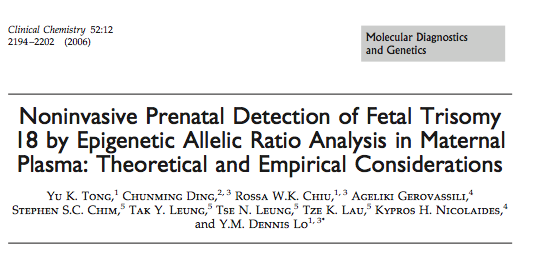 Clinical Chemistry 52:12
2194–2202 (2006)
Molecular Diagnostics
and Genetics
Noninvasive Prenatal Detection of Fetal Trisomy
18 by Epigenetic Allelic Ratio Analysis in Maternal
Plasma: Theoretical and Empirical Considerations
Yu K. Tong,1 Chunming Ding,2,3 Rossa W.K. Chiu,1,3 Ageliki Gerovassili,4
Stephen S.C. Chim,5 Tak Y. Leung,5 Tse N. Leung,5 Tze K. Lau,5 Kypros H. Nicolaides,4
and Y.M. Dennis Lo1,3*